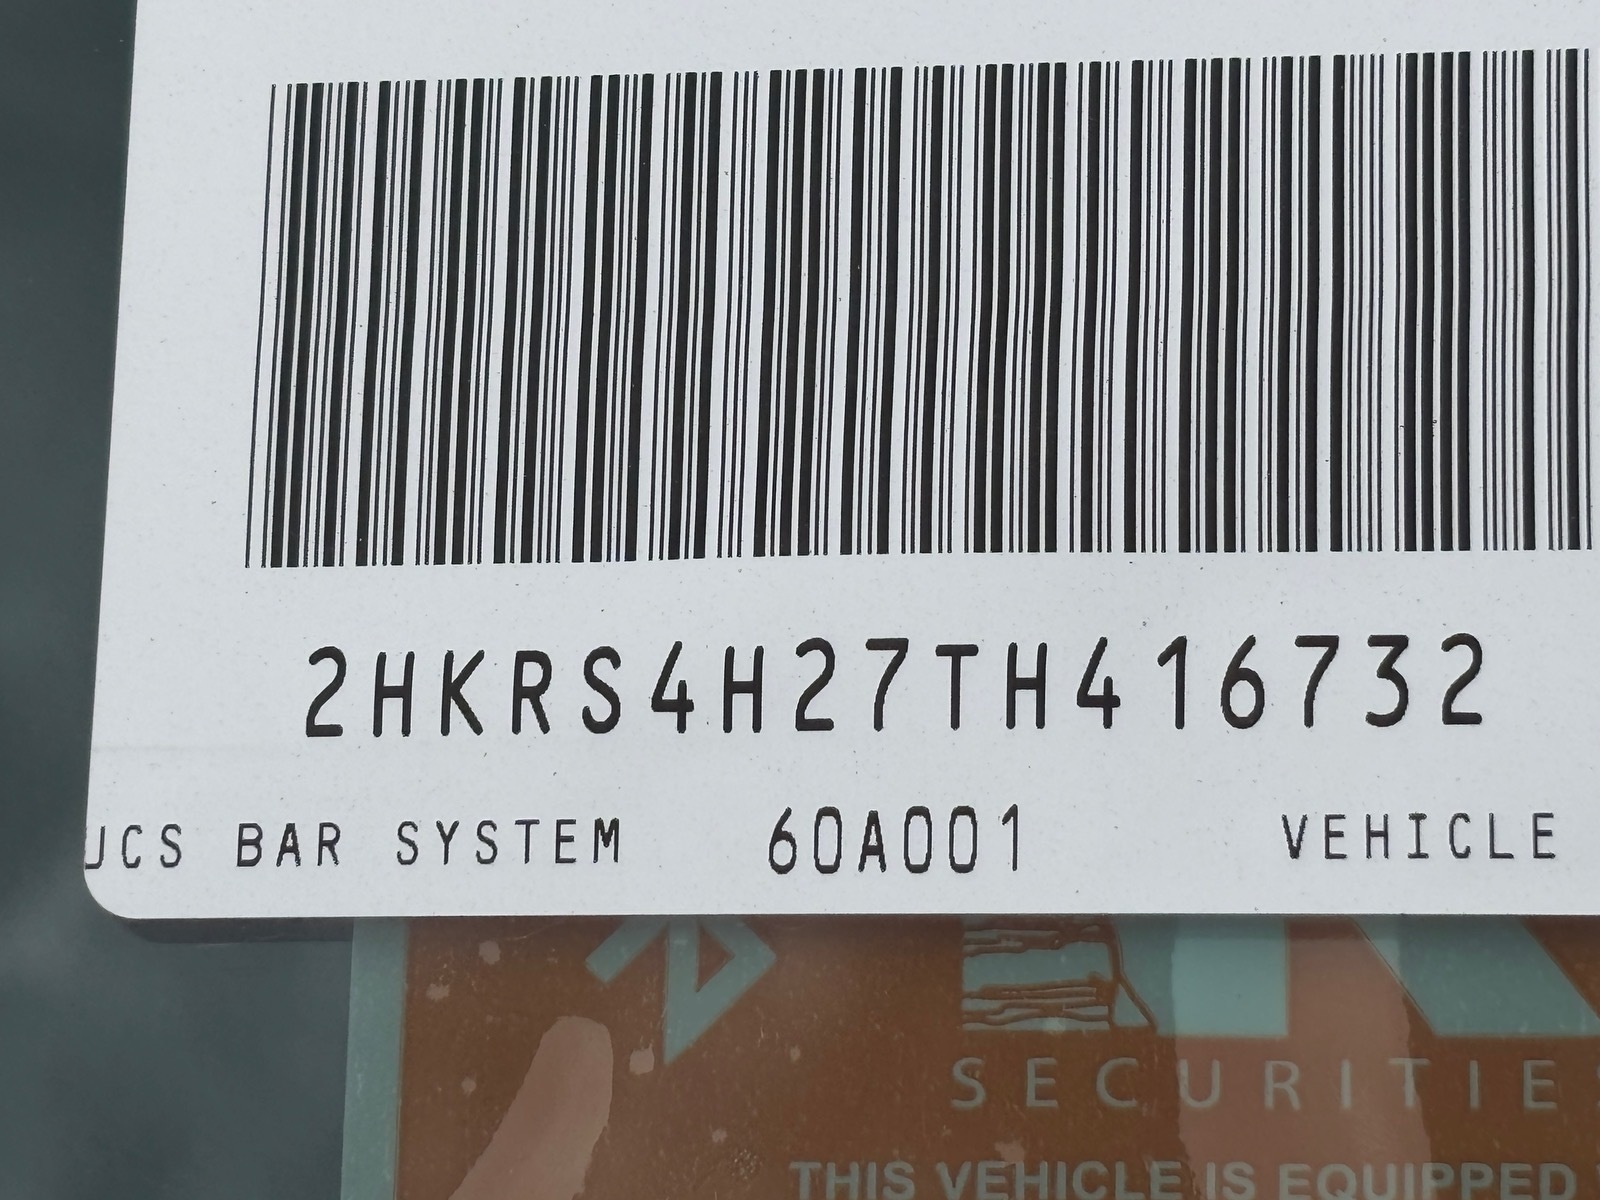 2HKRS4H27TH416732
UCS BAR SYSTEM 60A001 VEHICLE
SECURITIE
THIS VEHICLE IS EQUIPPED